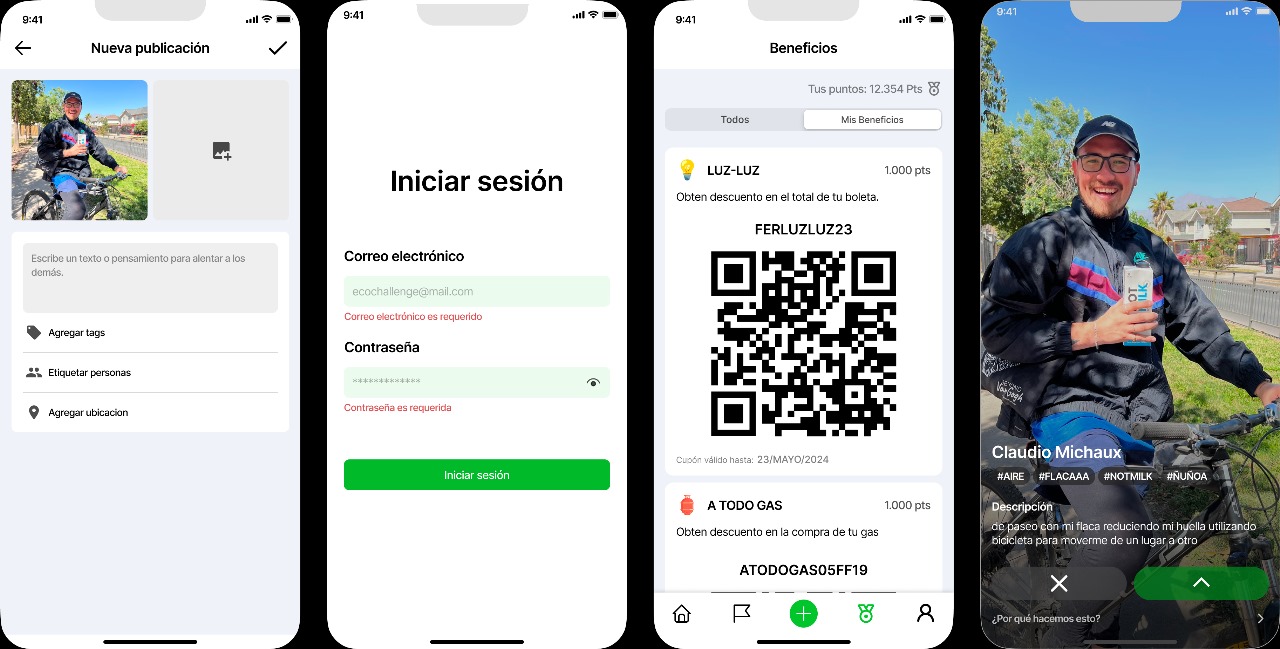 9:41
Nueva publicación
Escribe un texto o pensamiento para alentar a los
demás.
Agregar tags
Etiquetar personas
Agregar ubicacion
9:41
Iniciar sesión
Correo electrónico
ecochallenge@mail.com
Correo electrónico es requerido
Contraseña
*************
Contraseña es requerida
Iniciar sesión
9:41
Beneficios
Tus puntos: 12.354 Pts
Todos
Mis Beneficios
LUZ-LUZ
1.000 pts
Obten descuento en el total de tu boleta.
FERLUZLUZ23
Cupón válido hasta: 23/MAYO/2024
A TODO GAS
1.000 pts
Obten descuento en la compra de tu gas
ATODOGAS05FF19
9:41
Claudio Michaux
#AIRE #FLACAAA #NOTMILK #ÑUÑOA
Descripción
de paseo con mi flaca reduciendo mi huella utilizando
bicicleta para moverme de un lugar a otro
¿Por qué hacemos esto?